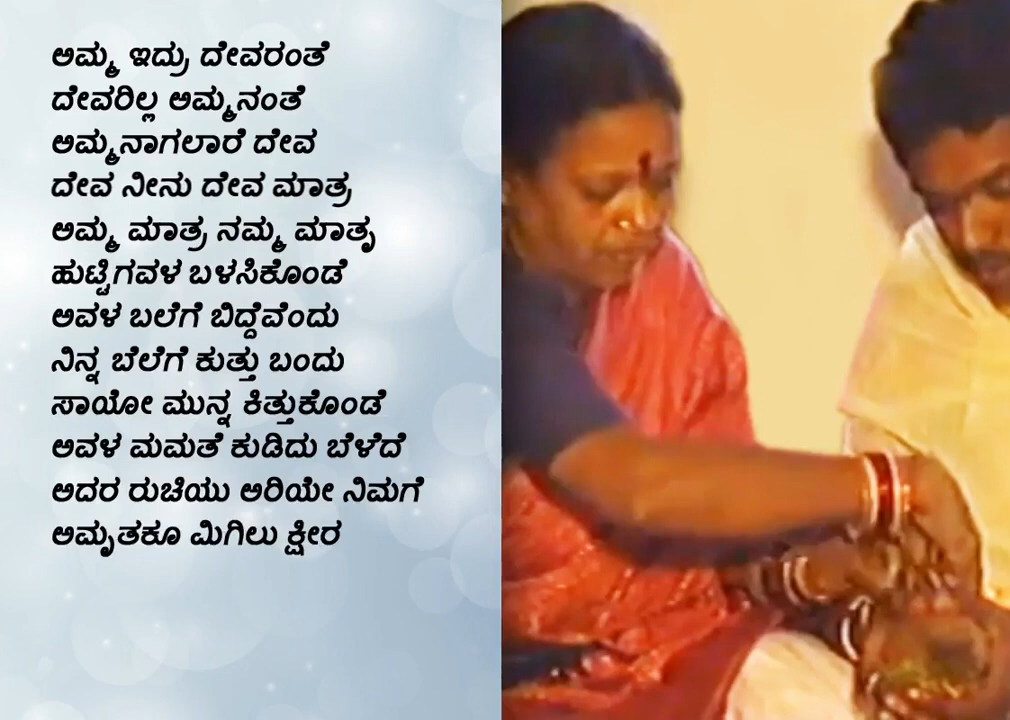 ಅಮ್ಮ ಇದ್ರು ದೇವರಂತೆ
ದೇವರಿಲ್ಲ ಅಮ್ಮನಂತೆ
ಅಮ್ಮನಾಗಲಾರೆ ದೇವ
ದೇವ ನೀನು ದೇವ ಮಾತ್ರ
ಅಮ್ಮ ಮಾತ್ರ ನಮ್ಮ ಮಾತೃ
ಹುಟ್ಟಿಗವಳ ಬಳಸಿಕೊಂಡೆ
ಅವಳ ಬಲೆಗೆ ಬಿದ್ದೆವೆಂದು
ನಿನ್ನ ಬೆಲೆಗೆ ಕುತ್ತು ಬಂದು
ಸಾಯೋ ಮುನ್ನ ಕಿತ್ತುಕೊಂಡೆ
ಅವಳ ಮಮತೆ ಕುಡಿದು ಬೆಳೆದೆ
ಅದರ ರುಚಿಯು ಅರಿಯೇ ನಿಮಗೆ
ಅಮೃತಕೂ ಮಿಗಿಲು ಕ್ಷೀರ